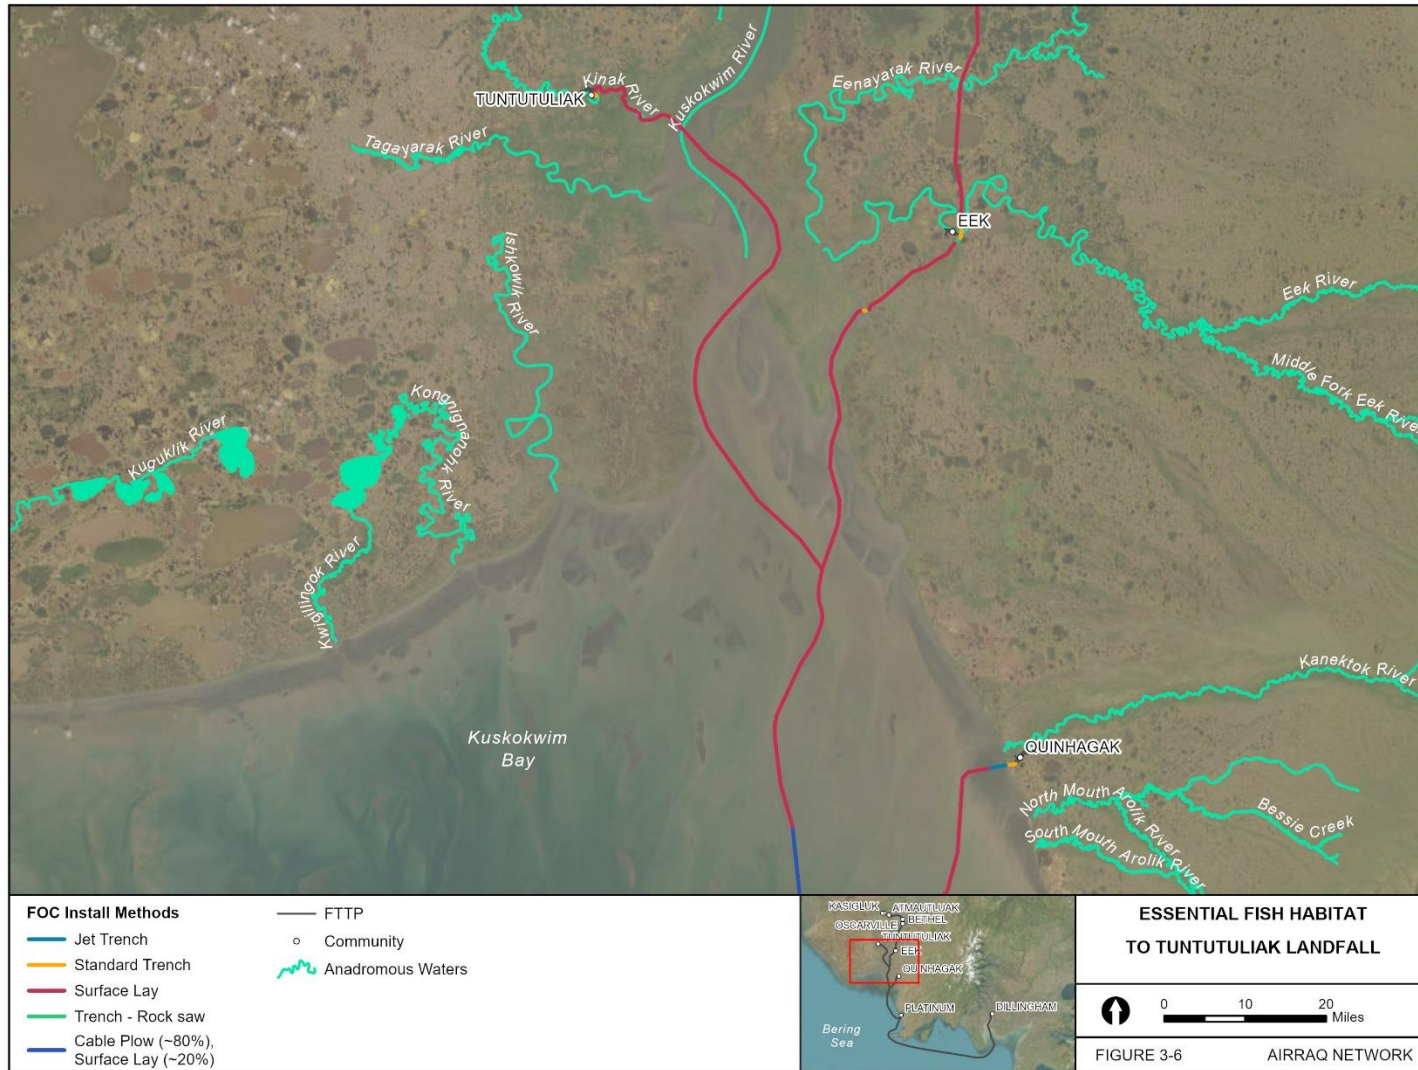 Kinak River
Kuskokwim River
Eenayarak River
TUNTUTULIAK
Tagayarak River
EEK
Ishkowik River
Eek River
Middle Fork Eek River
Kongnignanohk River
Kuguklik River
Kwigillingok River
Kanektok River
Kuskokwim
Bay
QUINHAGAK
North Mouth Arolik River
Bessie Creek
South Mouth Arolik River
FOC Install Methods
Jet Trench
Standard Trench
Surface Lay
Trench - Rock saw
Cable Plow (~80%),
Surface Lay (~20%)
FTTP
Community
Anadromous Waters
KASIGLUK
ATMAUTLUAK
BETHEL
OSCARVILLE
TUNTUTULIAK
EEK
QUINHAGAK
PLATINUM
DILLINGHAM
Bering
Sea
ESSENTIAL FISH HABITAT
TO TUNTUTULIAK LANDFALL
0 10 20
Miles
FIGURE 3-6 AIRRAQ NETWORK